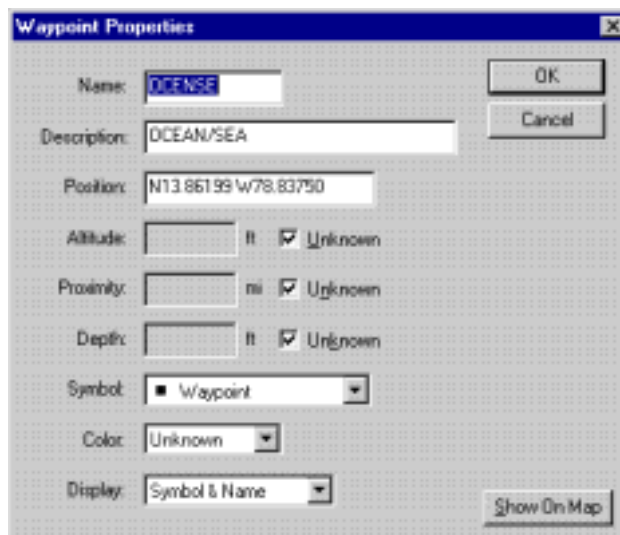 Waypoint Properties
Name: OCENSE
OK
Description: OCEAN/SEA
Cancel
Position: N13.86199 W78.83750
Altitude: ft Unknown
Proximity: mi Unknown
Depth: ft Unknown
Symbol: Waypoint
Color: Unknown
Display: Symbol & Name
Show On Map